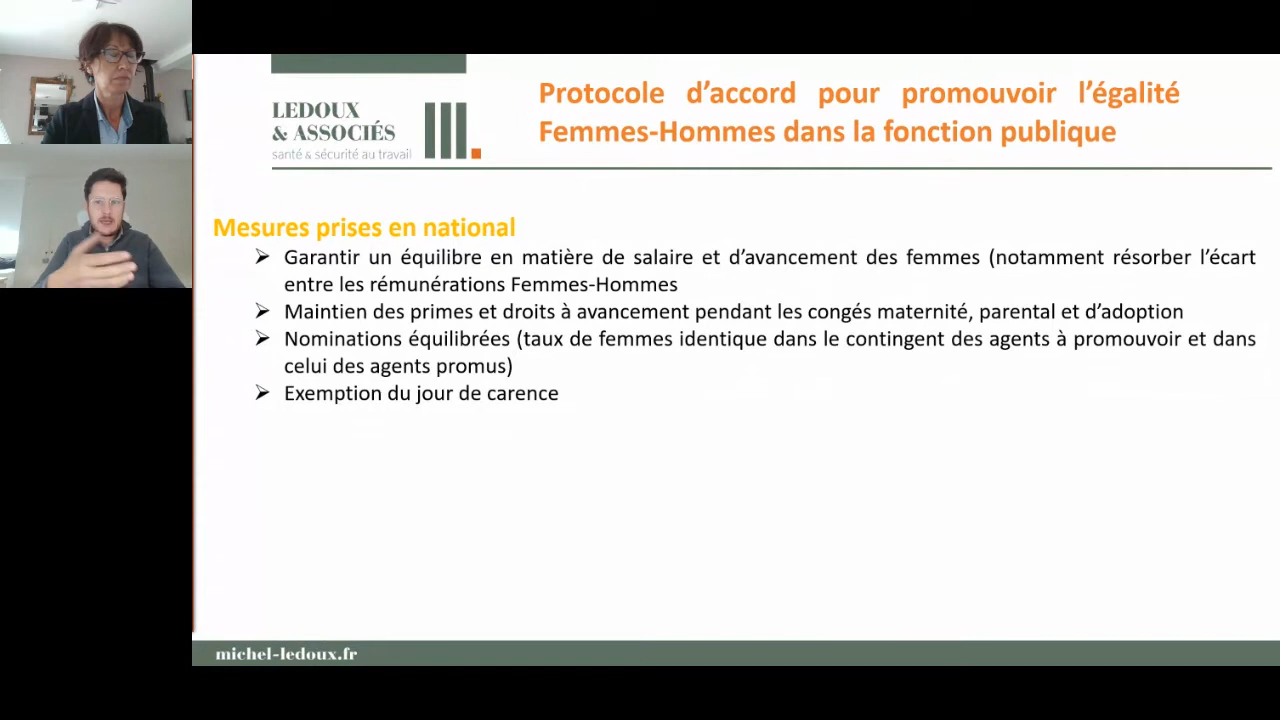 LEDOUX
& ASSOCIÉS
santé & sécurité au travail
Protocole d’accord pour promouvoir l’égalité
Femmes-Hommes dans la fonction publique
Mesures prises en national
➢ Garantir un équilibre en matière de salaire et d’avancement des femmes (notamment résorber l’écart
entre les rémunérations Femmes-Hommes
➢ Maintien des primes et droits à avancement pendant les congés maternité, parental et d’adoption
➢ Nominations équilibrées (taux de femmes identique dans le contingent des agents à promouvoir et dans
celui des agents promus)
➢ Exemption du jour de carence
michel-ledoux.fr